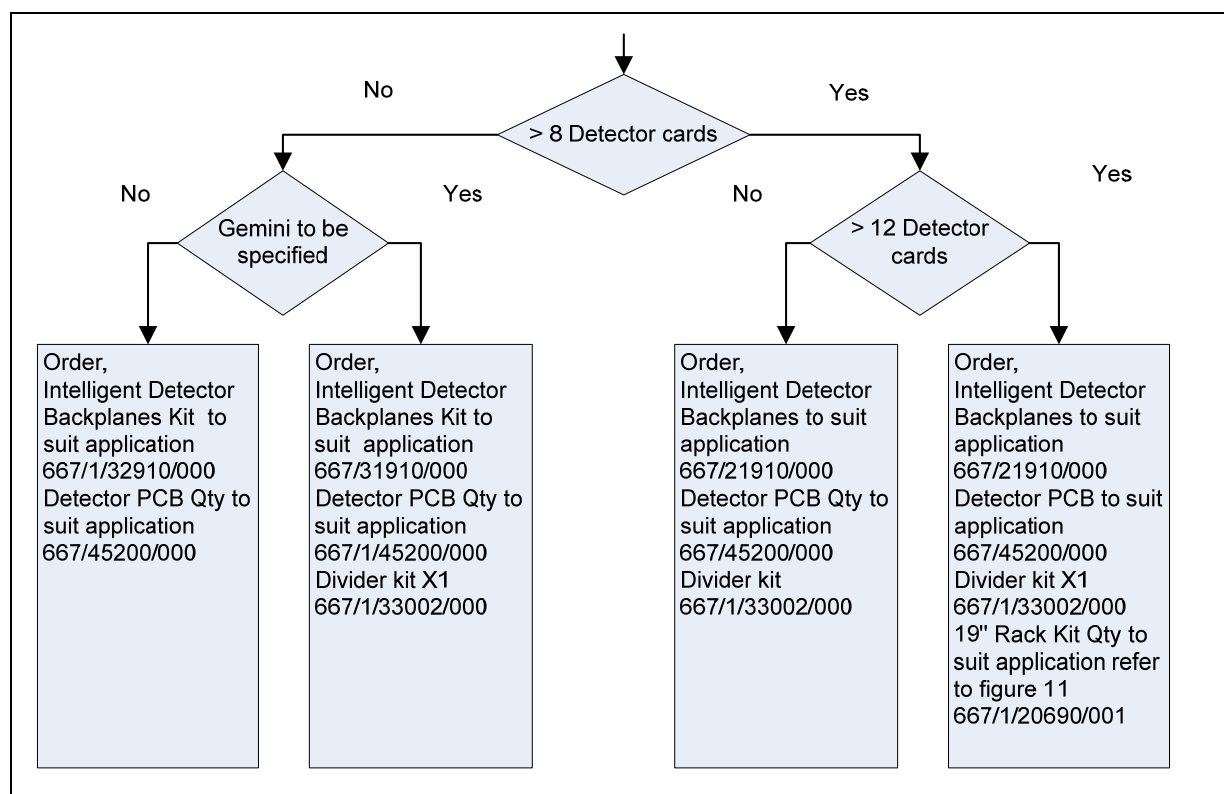 No
Yes
> 8 Detector cards
No
Yes
No
Yes
Gemini to be
specified
> 12 Detector
cards
Order,
Intelligent Detector
Backplanes Kit to
suit application
667/1/32910/000
Detector PCB Qty to
suit application
667/45200/000
Order,
Intelligent Detector
Backplanes Kit to
suit application
667/31910/000
Detector PCB Qty to
suit application
667/1/45200/000
Divider kit X1
667/1/33002/000
Order,
Intelligent Detector
Backplanes to suit
application
667/21910/000
Detector PCB Qty to
suit application
667/45200/000
Divider kit
667/1/33002/000
Order,
Intelligent Detector
Backplanes to suit
application
667/21910/000
Detector PCB to suit
application
667/45200/000
Divider kit X1
667/1/33002/000
19" Rack Kit Qty to
suit application refer
to figure 11
667/1/20690/001